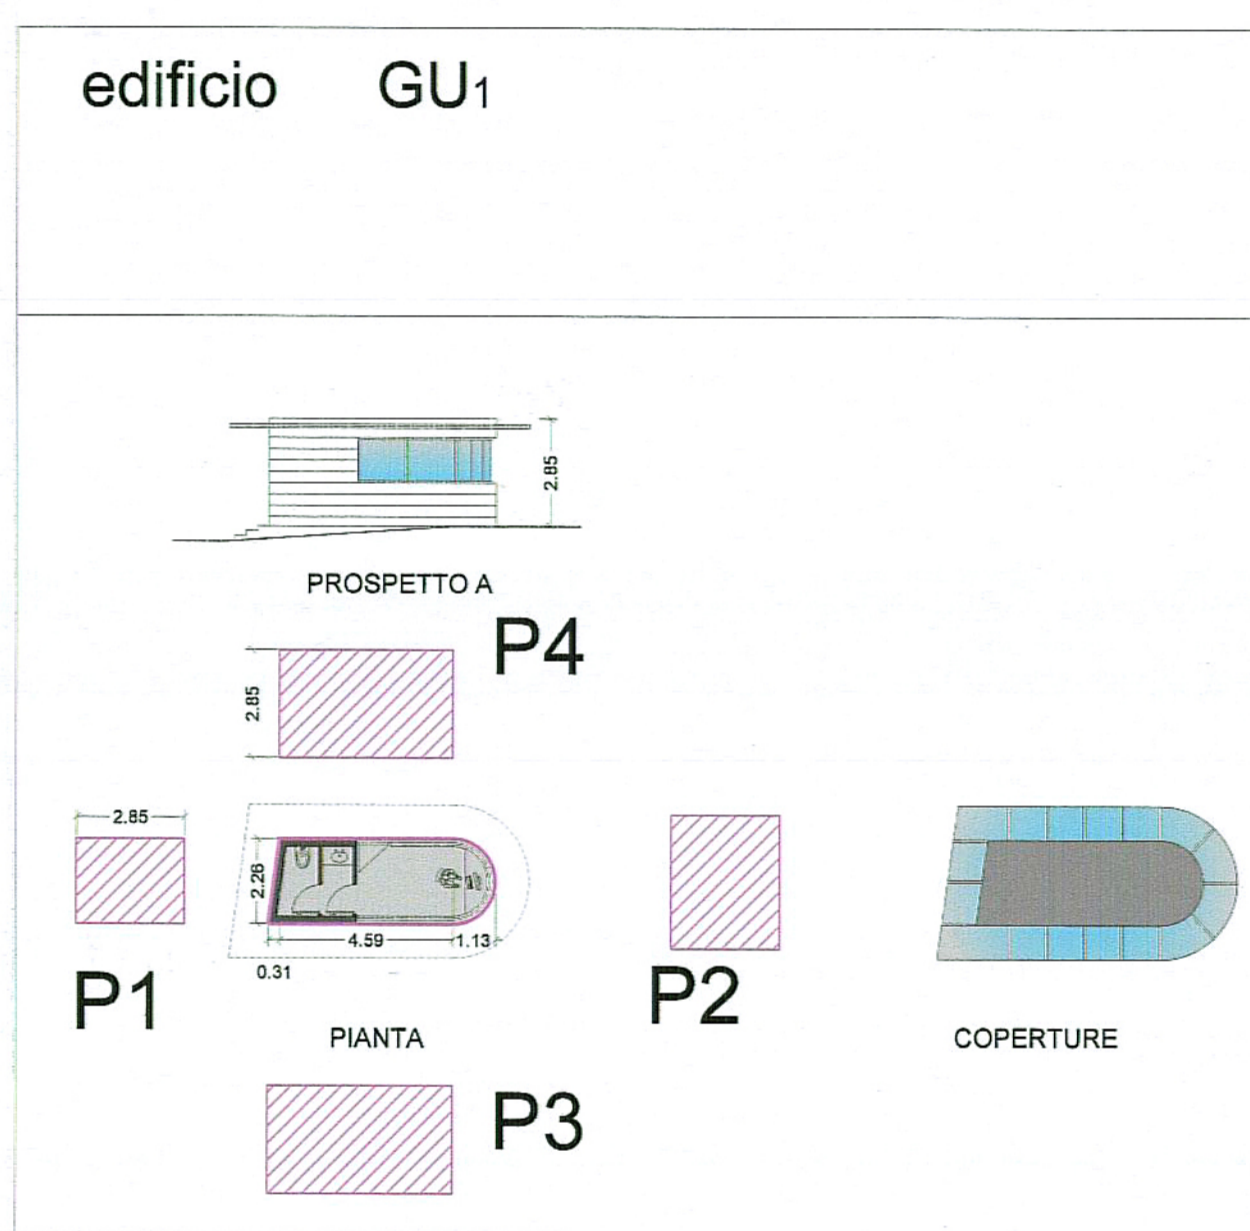 edificio GU1
2.85
PROSPETTO A
P4
2.85
2.85
2.26
4.59
1.13
0.31
P1
P2
PIANTA
COPERTURE
P3